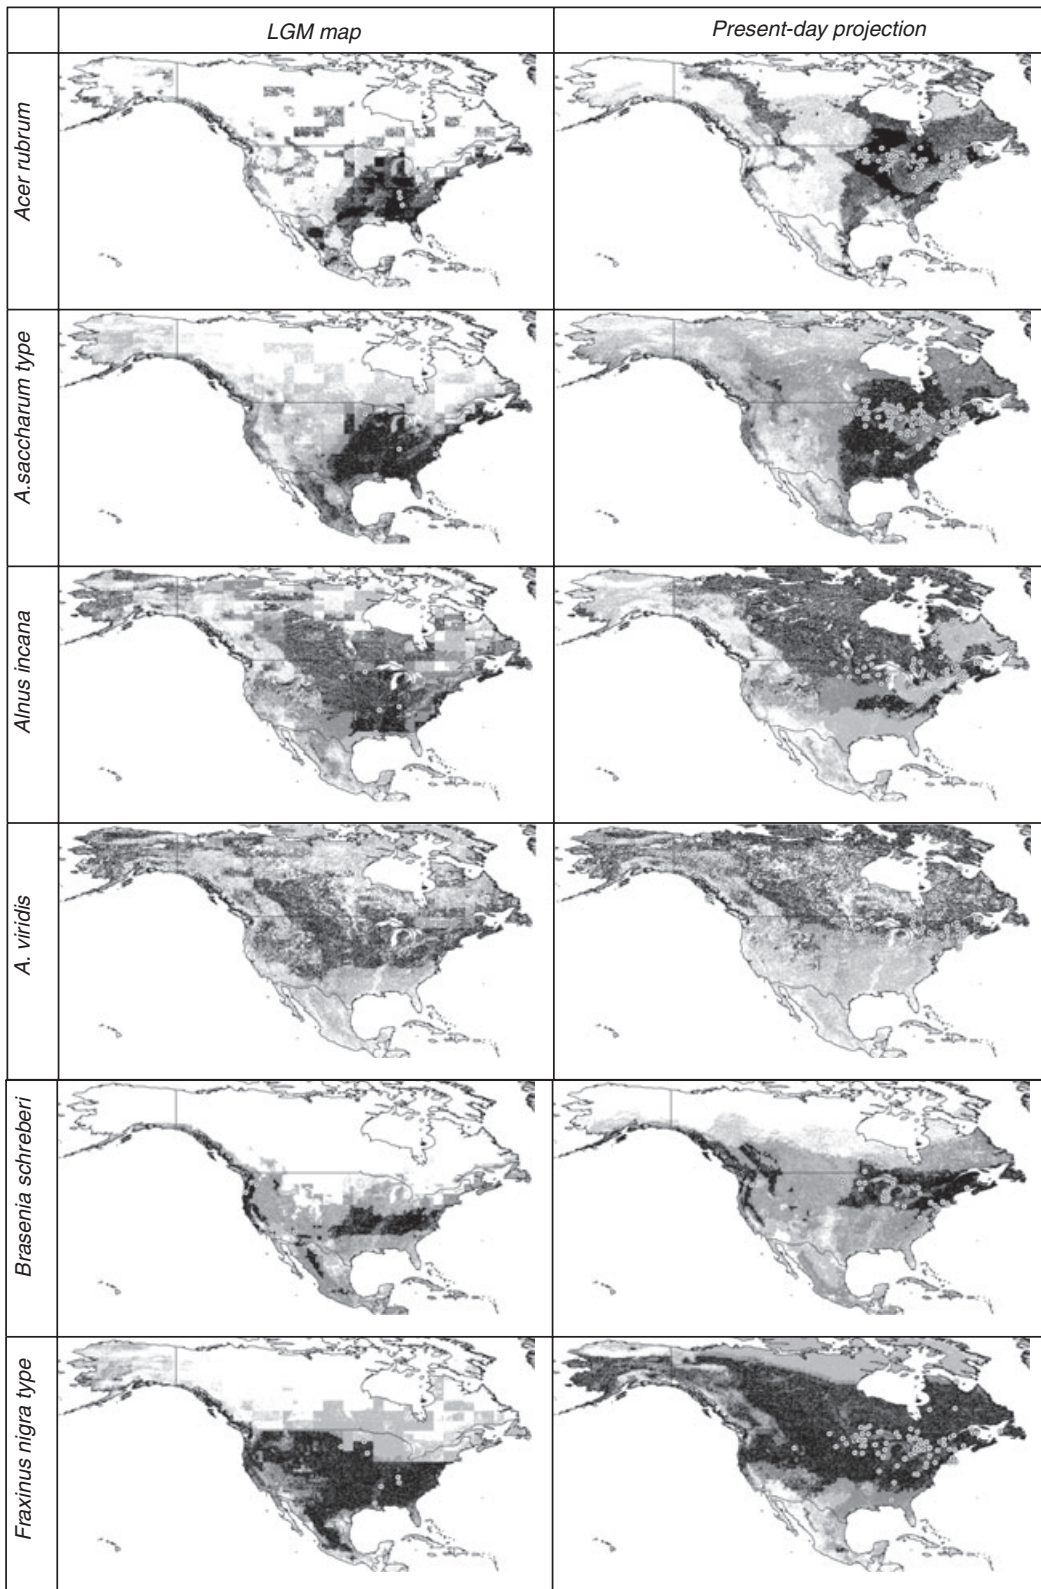 LGM map
Present-day projection
Acer rubrum
A.saccharum type
Alnus incana
A. viridis
Brasenia schreberi
Fraxinus nigra type